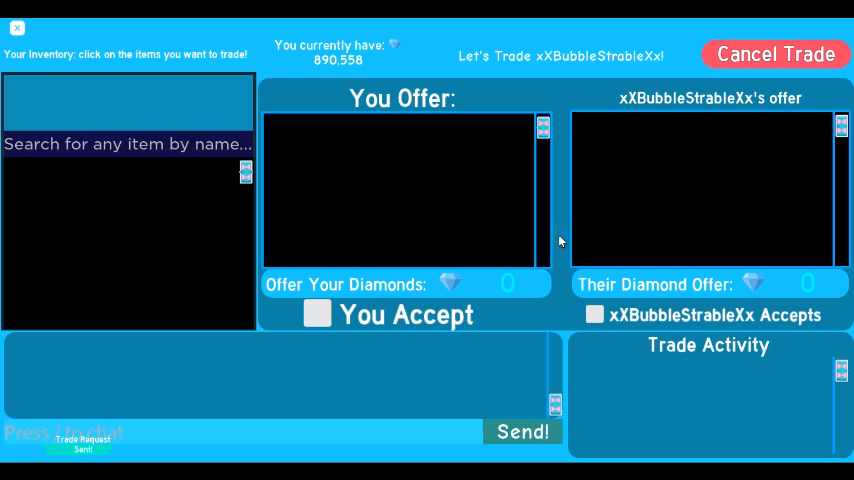 Your Inventory: click on the items you want to trade!
You currently have:
890,558
Let's Trade xXBubbleStrableXx!
Cancel Trade
Search for any item by name...
You Offer:
xXBubbleStrableXx's offer
Offer Your Diamonds: 0
Their Diamond Offer: 0
You Accept
xXBubbleStrableXx Accepts
Trade Activity
Press / to chat
Send!
Trade Request
Sent!